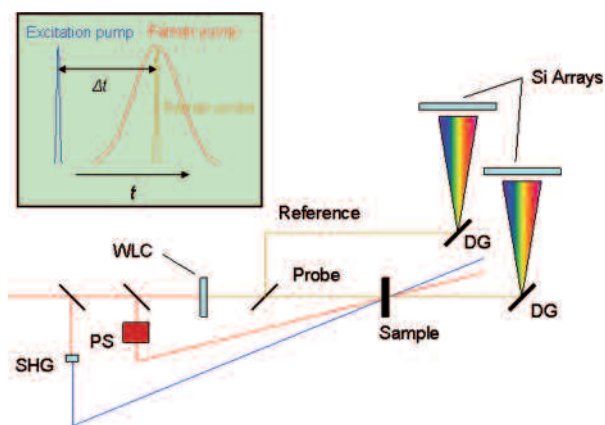 Excitation pump
Raman pump
Δt
Raman probe
t
Si Arrays
Reference
DG
WLC
Probe
DG
PS
Sample
SHG